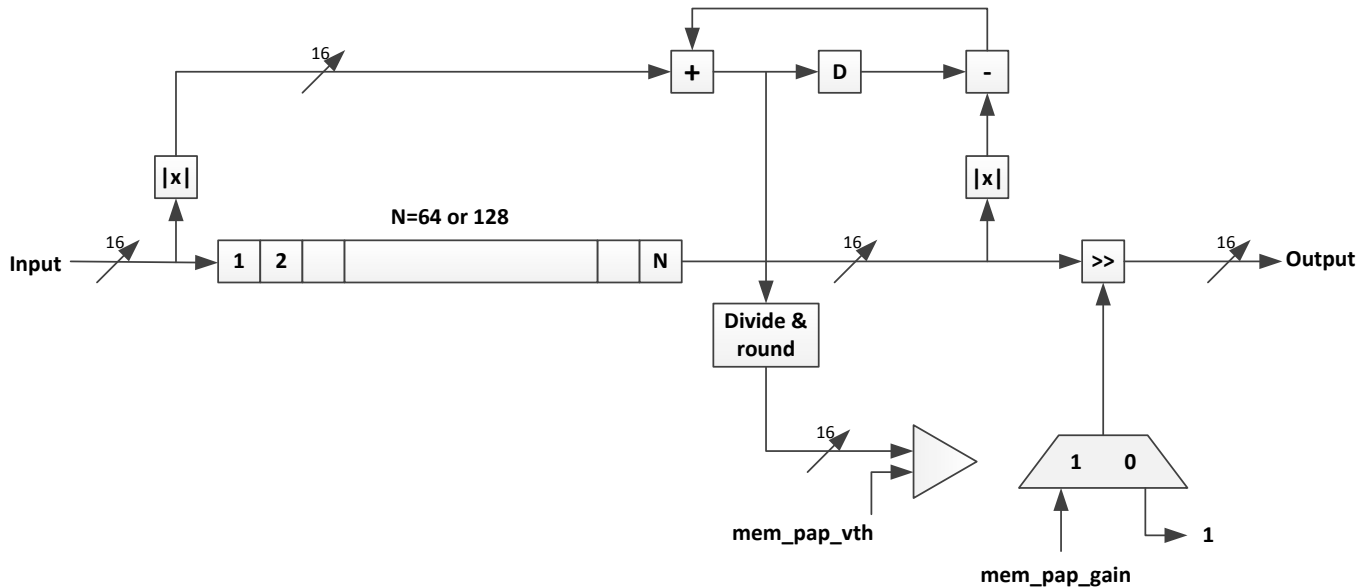 16
+
D
-
|x|
|x|
N=64 or 128
Input
16
1 2 N
16
>>
16
Output
Divide &
round
16
1 0
mem_pap_vth
1
mem_pap_gain